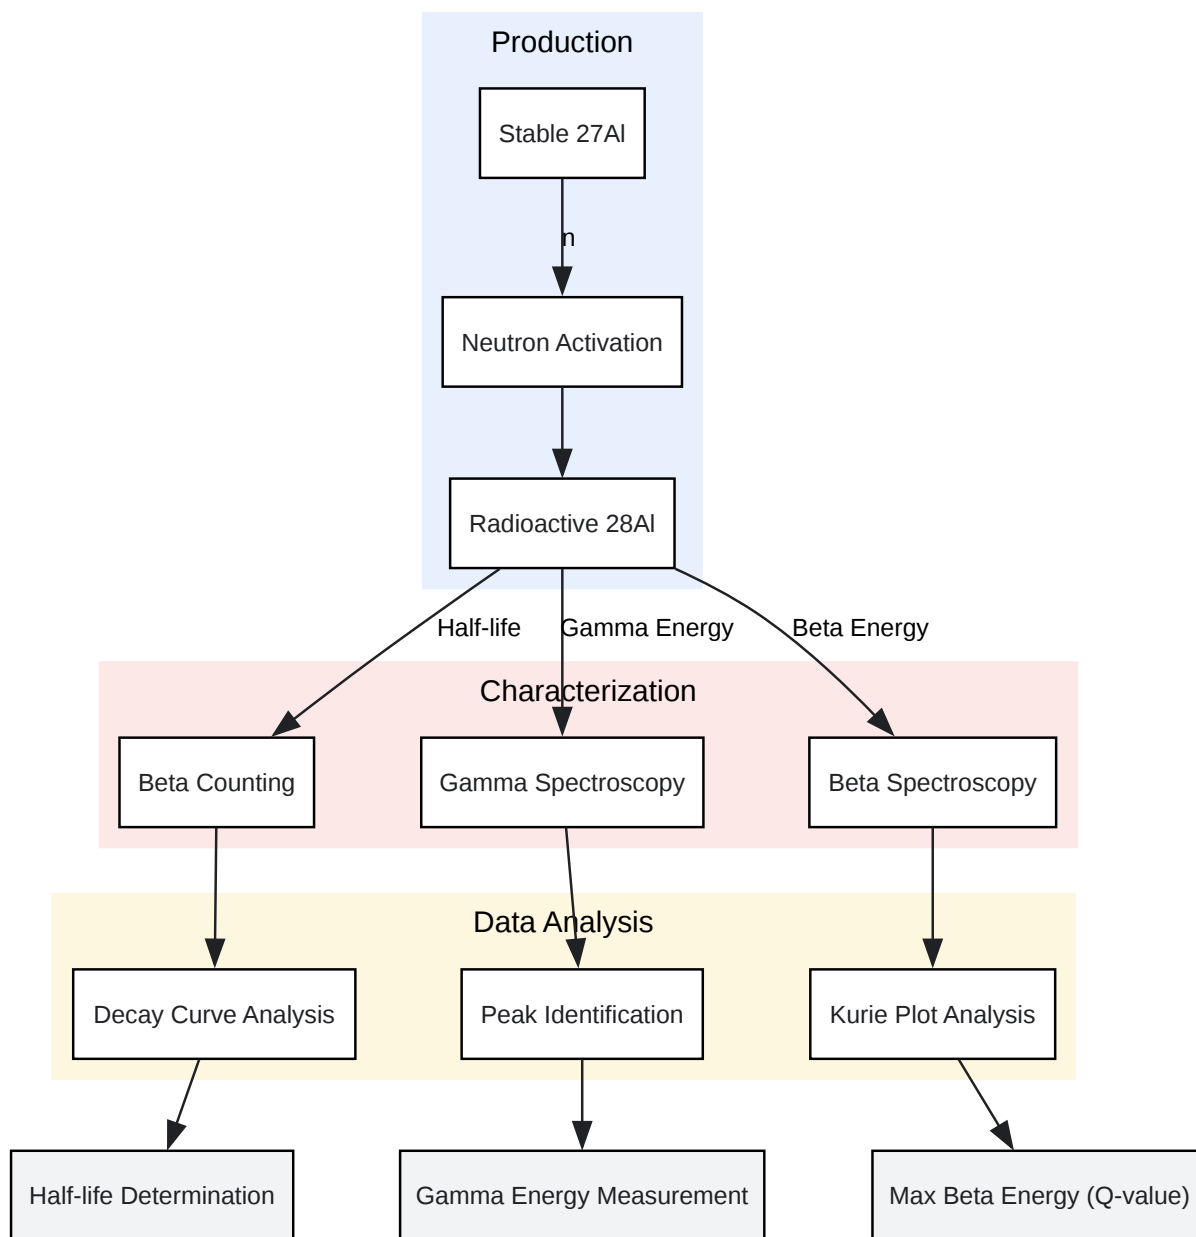 Production
Stable 27Al
n
Neutron Activation
Radioactive 28Al
Half-life
Gamma Energy
Beta Energy
Characterization
Beta Counting
Gamma Spectroscopy
Beta Spectroscopy
Data Analysis
Decay Curve Analysis
Peak Identification
Kurie Plot Analysis
Half-life Determination
Gamma Energy Measurement
Max Beta Energy (Q-value)